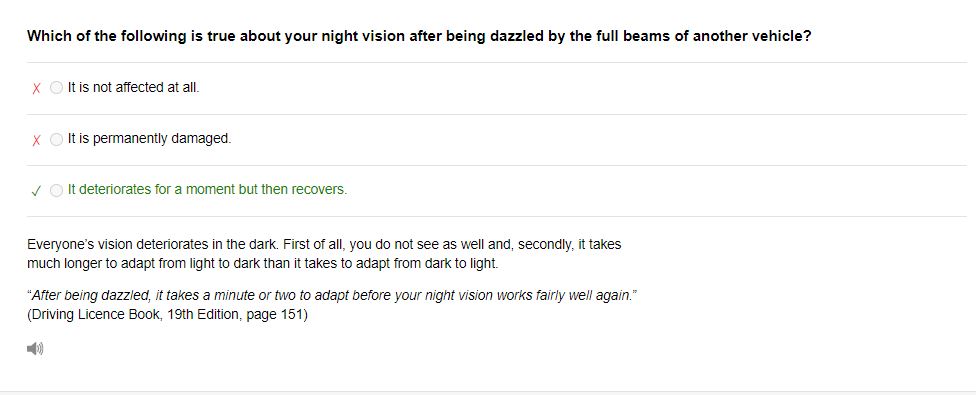 Which of the following is true about your night vision after being dazzled by the full beams of another vehicle?
X It is not affected at all.
X It is permanently damaged.
✓ It deteriorates for a moment but then recovers.
Everyone's vision deteriorates in the dark. First of all, you do not see as well and, secondly, it takes
much longer to adapt from light to dark than it takes to adapt from dark to light.
“After being dazzled, it takes a minute or two to adapt before your night vision works fairly well again.”
(Driving Licence Book, 19th Edition, page 151)